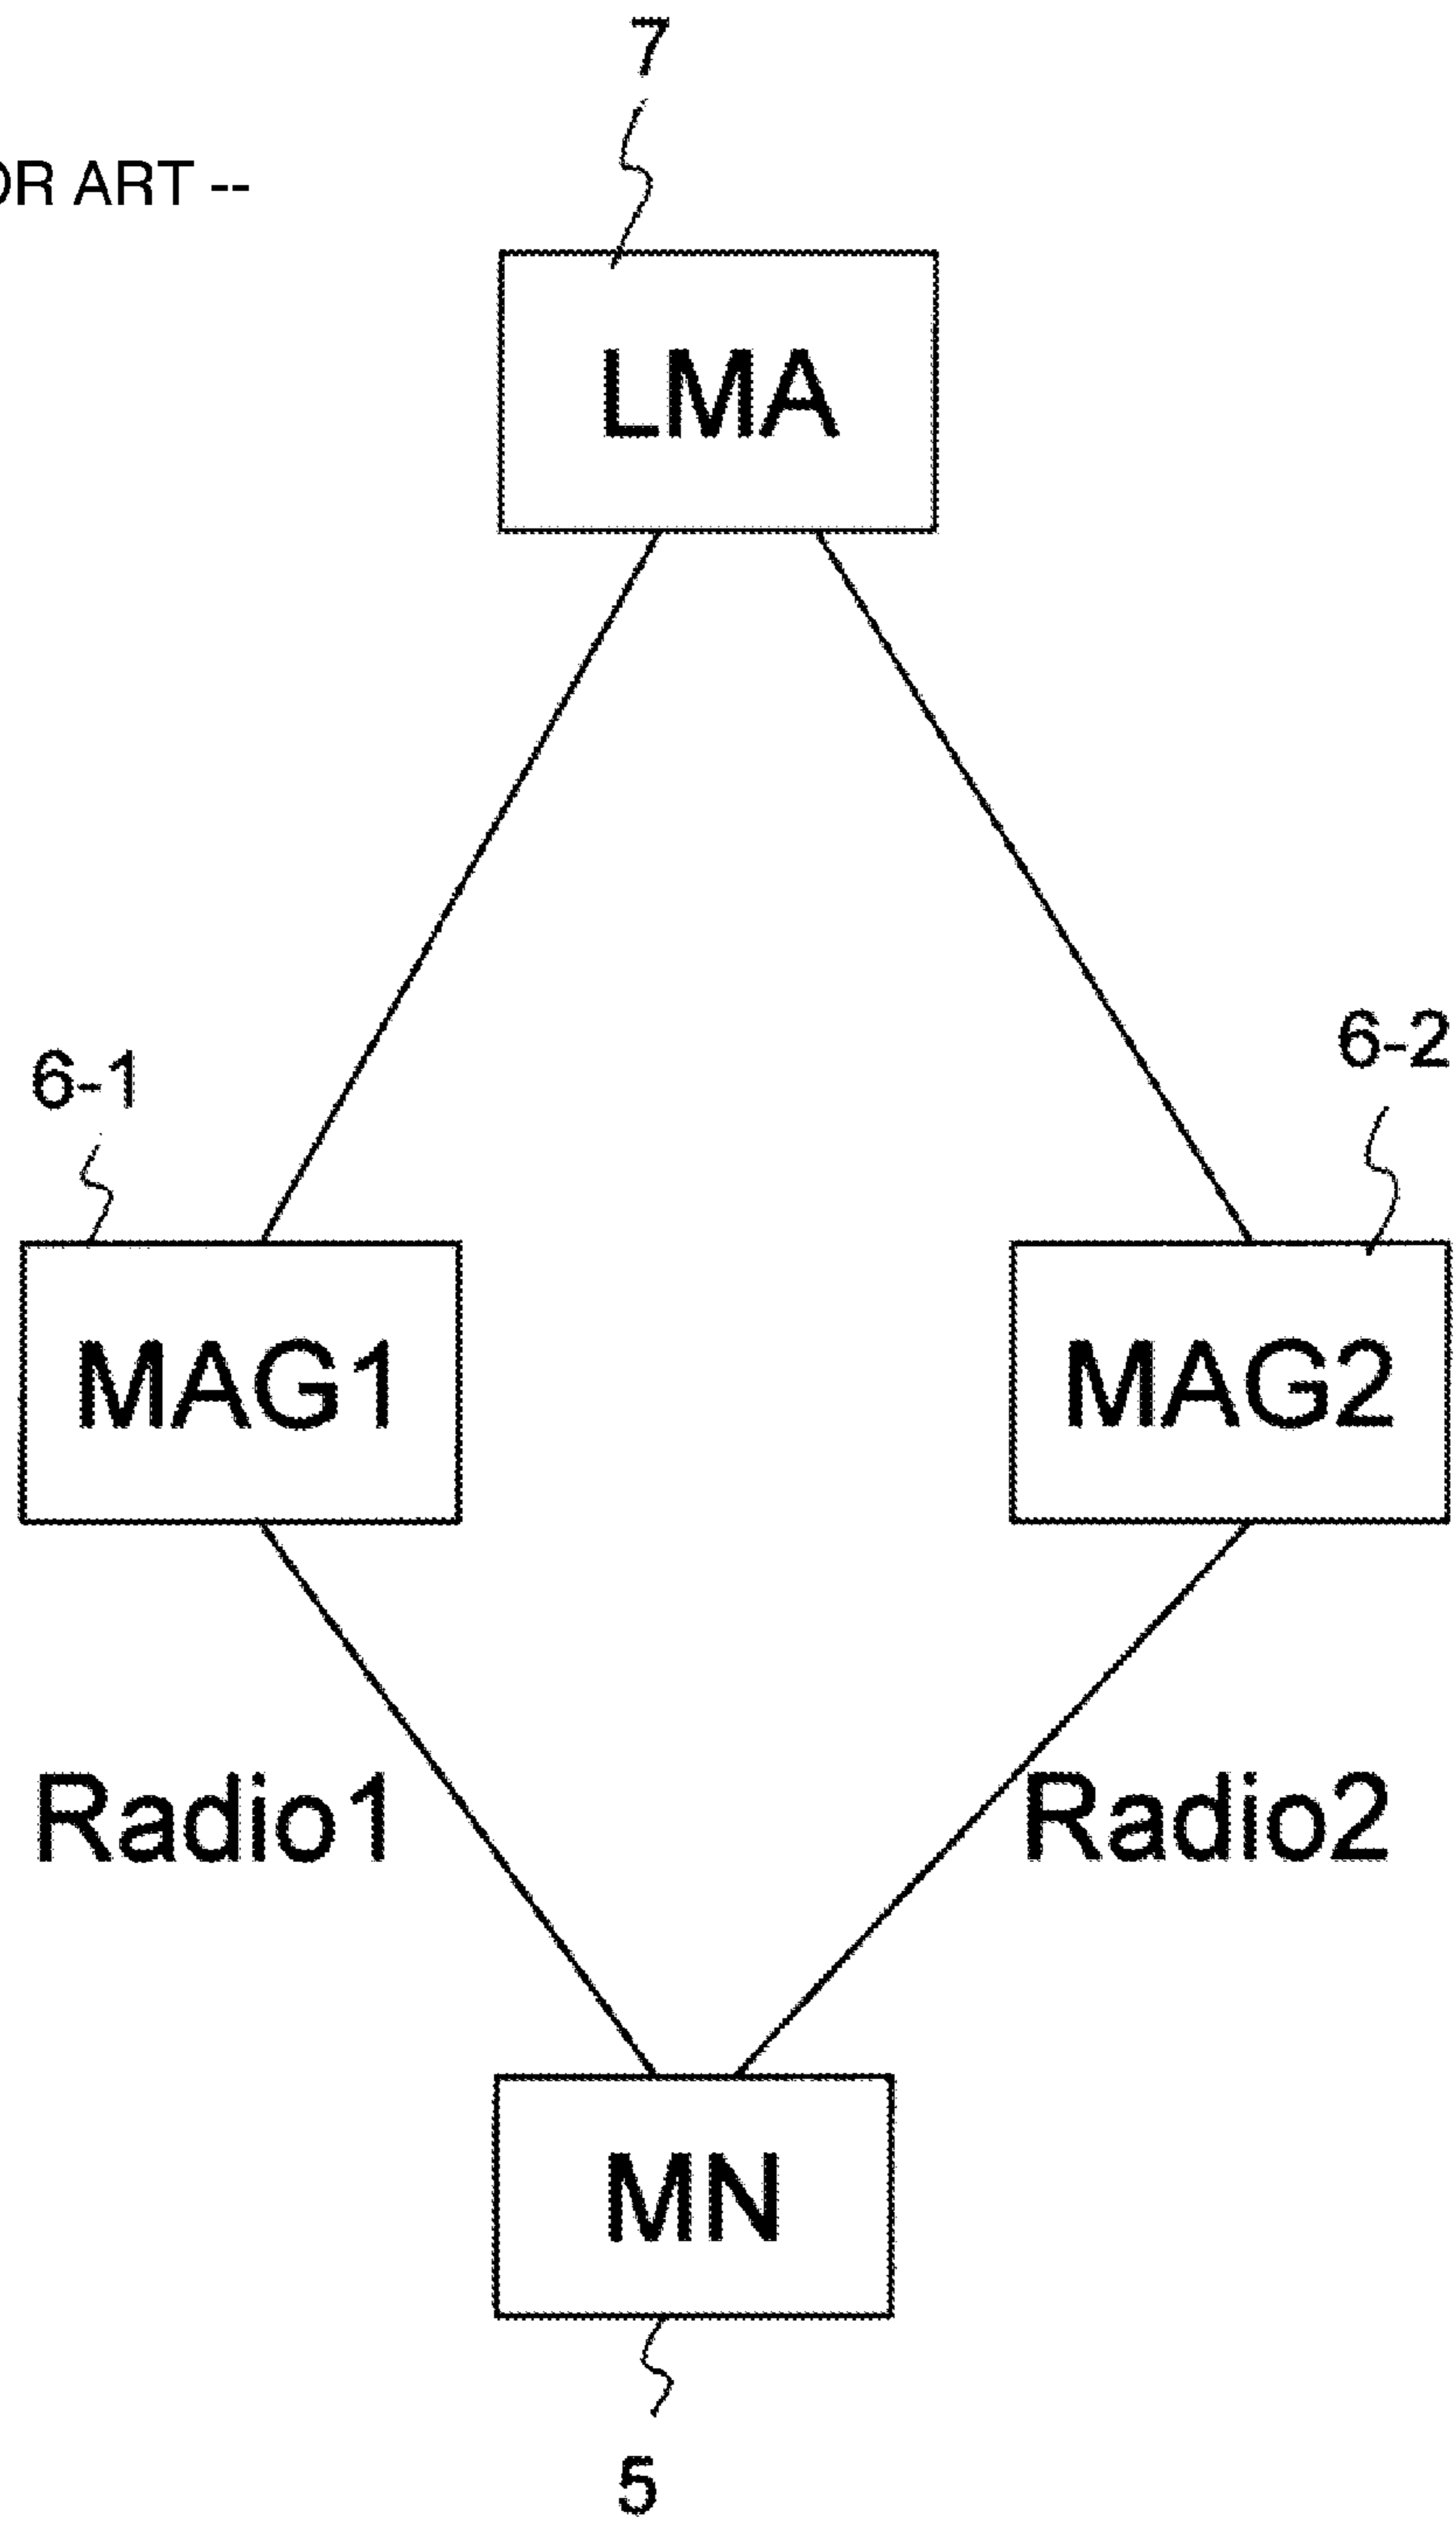 7
OR ART --
LMA
6-2
6-1
MAG1
MAG2
Radio1
Radio2
MN
5